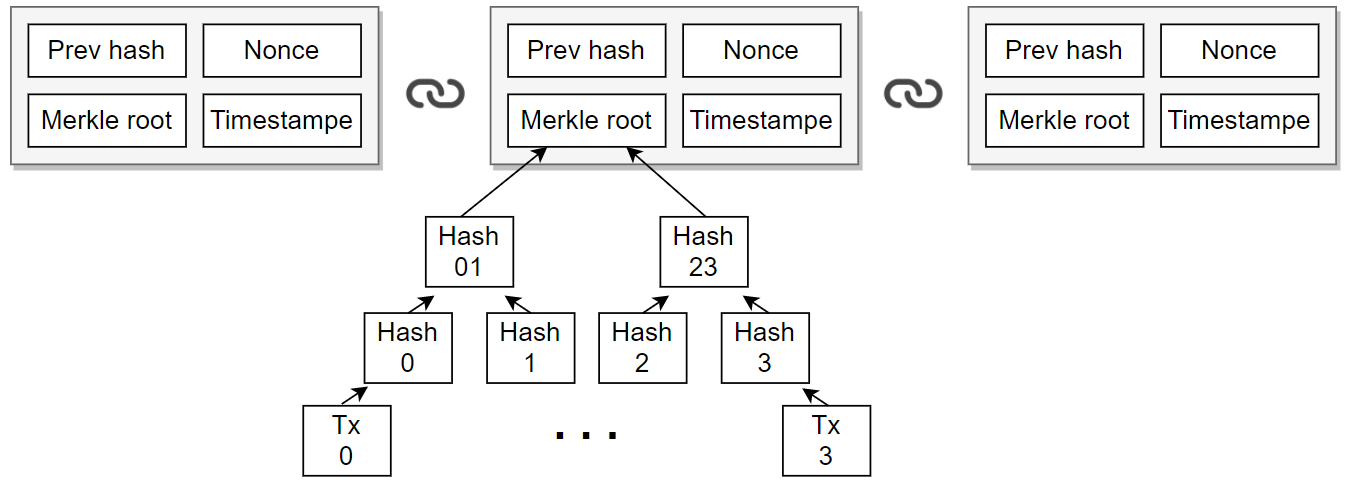 Prev hash
Nonce
Merkle root
Timestampe
Prev hash
Nonce
Merkle root
Timestampe
Prev hash
Nonce
Merkle root
Timestampe
Hash
01
Hash
23
Hash
0
Hash
1
Hash
2
Hash
3
Tx
0
. . .
Tx
3